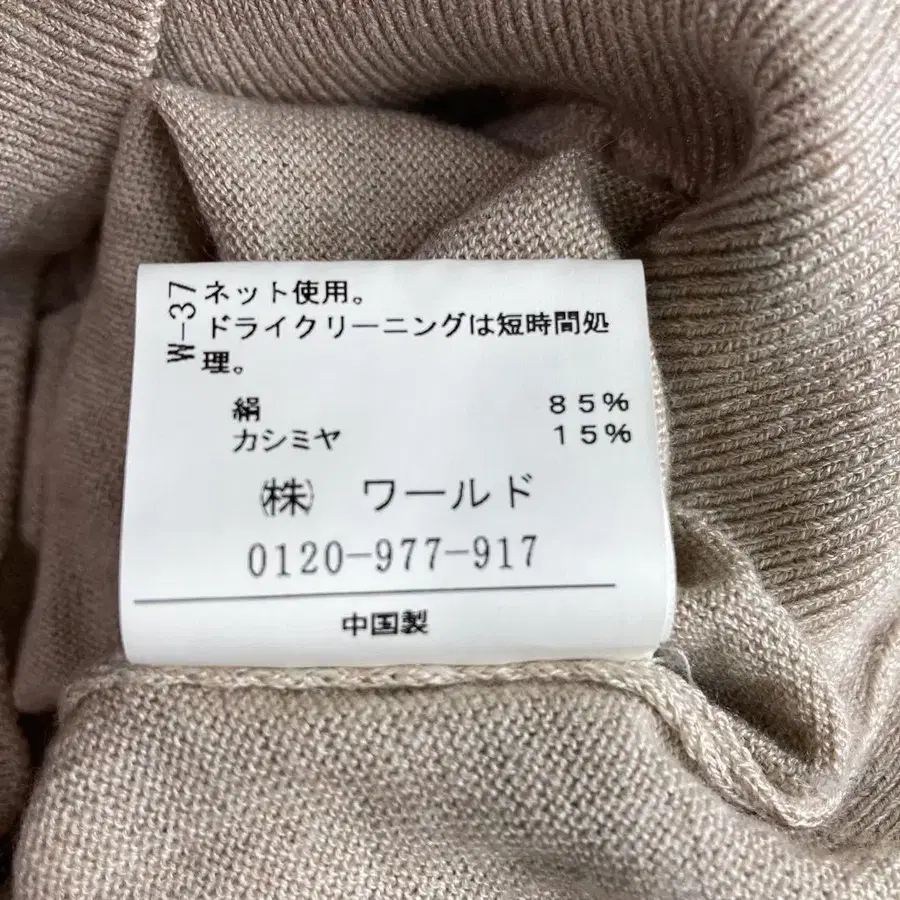 W-37
ネット使用。
ドライクリーニングは短時間処
理。
絹 85%
カシミヤ 15%
㈱ ワールド
0120-977-917
中国製